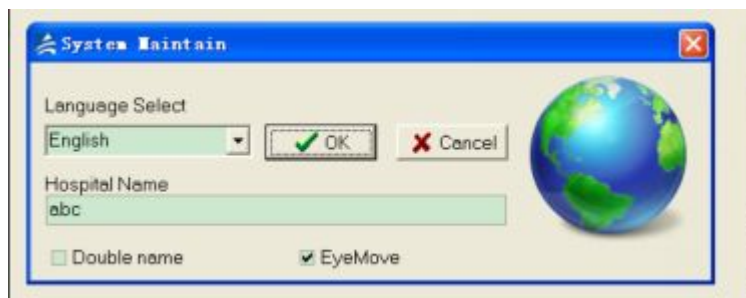 System Maintain
Language Select
English OK Cancel
Hospital Name
abc
Double name EyeMove